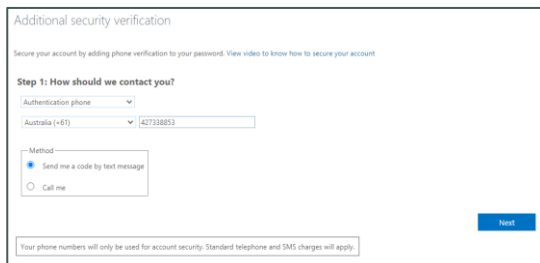 Additional security verification
Secure your account by adding phone verification to your password. View video to know how to secure your account
Step 1: How should we contact you?
Authentication phone
Australia (+61) 427338853
Method
Send me a code by text message
Call me
Next
Your phone numbers will only be used for account security. Standard telephone and SMS charges will apply.